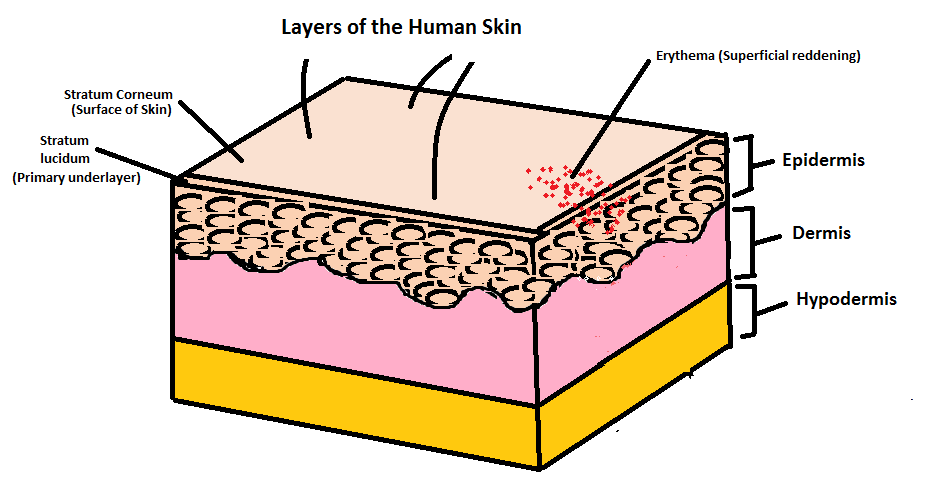 Layers of the Human Skin
Erythema (Superficial reddening)
Stratum Corneum
(Surface of Skin)
Stratum
lucidum
(Primary underlayer)
Epidermis
Dermis
Hypodermis